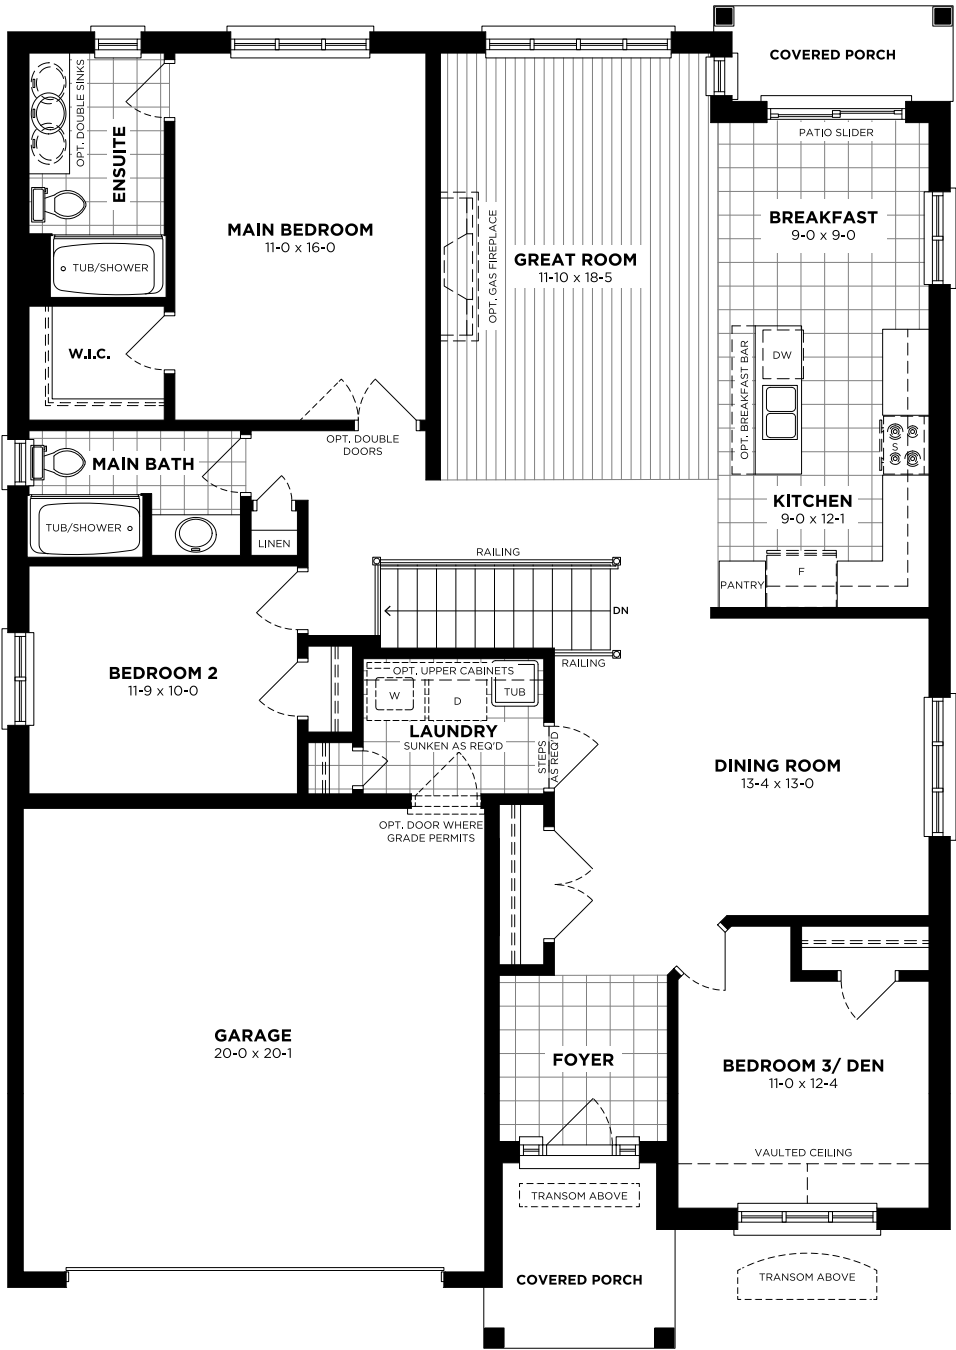 COVERED PORCH
PATIO SLIDER
OPT. DOUBLE SINKS
ENSUITE
TUB/SHOWER
MAIN BEDROOM
11-0 x 16-0
OPT. GAS FIREPLACE
GREAT ROOM
11-10 x 18-5
BREAKFAST
9-0 x 9-0
W.I.C.
OPT. BREAKFAST BAR
DW
S
OPT. DOUBLE
DOORS
MAIN BATH
TUB/SHOWER
LINEN
KITCHEN
9-0 x 12-1
PANTRY
F
RAILING
DN
RAILING
BEDROOM 2
11-9 x 10-0
OPT. UPPER CABINETS
W
D
TUB
LAUNDRY
SUNKEN AS REQ'D
STEPS
AS REQ'D
DINING ROOM
13-4 x 13-0
OPT. DOOR WHERE
GRADE PERMITS
GARAGE
20-0 x 20-1
FOYER
BEDROOM 3/ DEN
11-0 x 12-4
VAULTED CEILING
TRANSOM ABOVE
COVERED PORCH
TRANSOM ABOVE